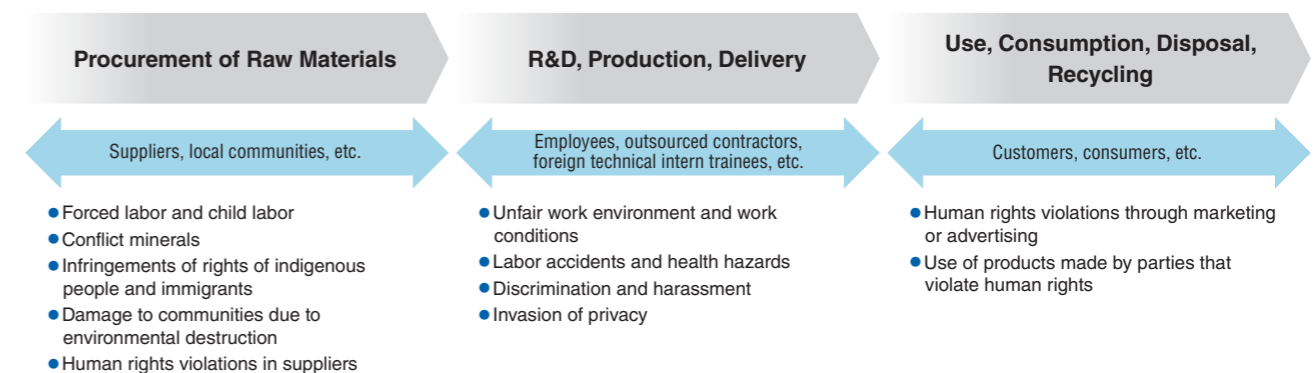 Procurement of Raw Materials
Suppliers, local communities, etc.
● Forced labor and child labor
● Conflict minerals
● Infringements of rights of indigenous
people and immigrants
● Damage to communities due to
environmental destruction
● Human rights violations in suppliers
R&D, Production, Delivery
Employees, outsourced contractors,
foreign technical intern trainees, etc.
● Unfair work environment and work
conditions
● Labor accidents and health hazards
● Discrimination and harassment
● Invasion of privacy
Use, Consumption, Disposal,
Recycling
Customers, consumers, etc.
● Human rights violations through marketing
or advertising
● Use of products made by parties that
violate human rights